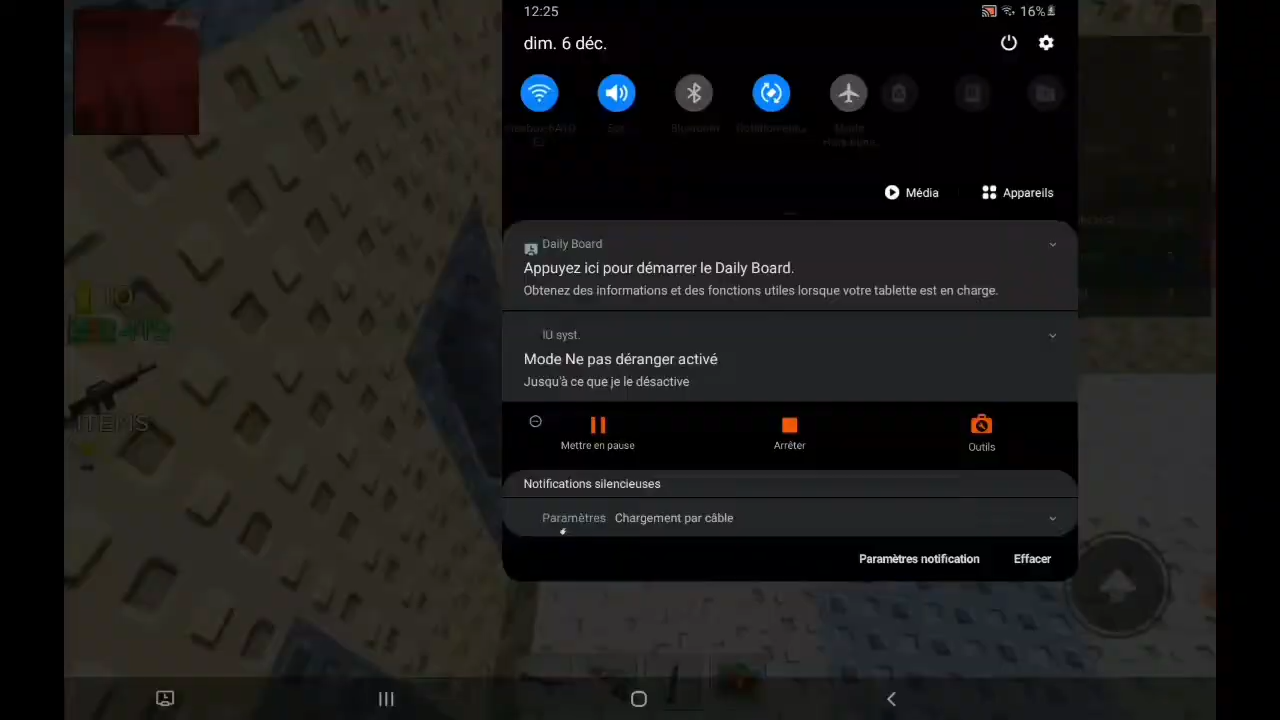 12:25
16%
dim. 6 déc.
Bluetooth
Mode
Média
Appareils
Daily Board
Appuyez ici pour démarrer le Daily Board.
Obtenez des informations et des fonctions utiles lorsque votre tablette est en charge.
IU syst.
Mode Ne pas déranger activé
Jusqu'à ce que je le désactive
Mettre en pause
Arrêter
Outils
Notifications silencieuses
Paramètres Chargement par câble
Paramètres notification
Effacer
ITEMS